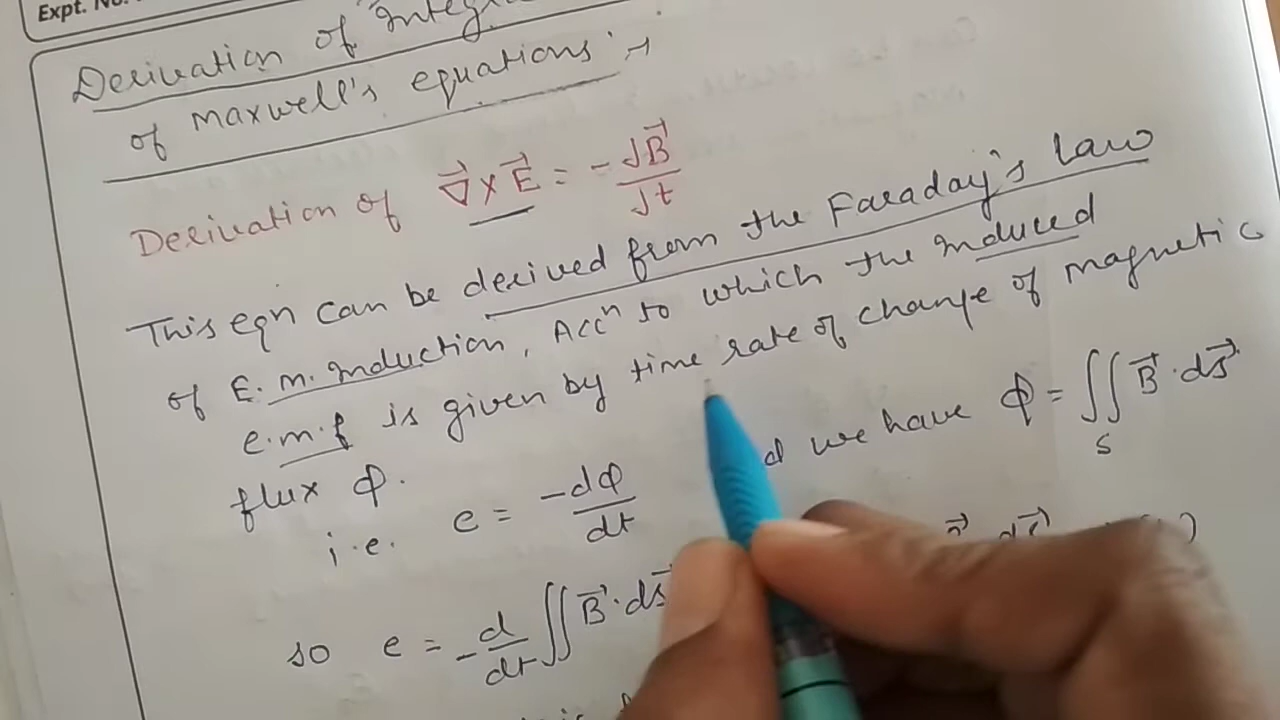 Expt. No.
Derivation of Integ
of maxwell's equations :-
Derivation of ∇⃗ × E⃗ = -∂B⃗/∂t
This eqn can be derived from the Faraday's law
of E.m. Induction, Accⁿ to which the Induced
e.m.f is given by time rate of change of magnetic
flux Φ.
i.e. e = -dΦ/dt we have Φ = ∬_S B⃗ · ds⃗
so e = -d/dt ∬ B⃗ · ds⃗